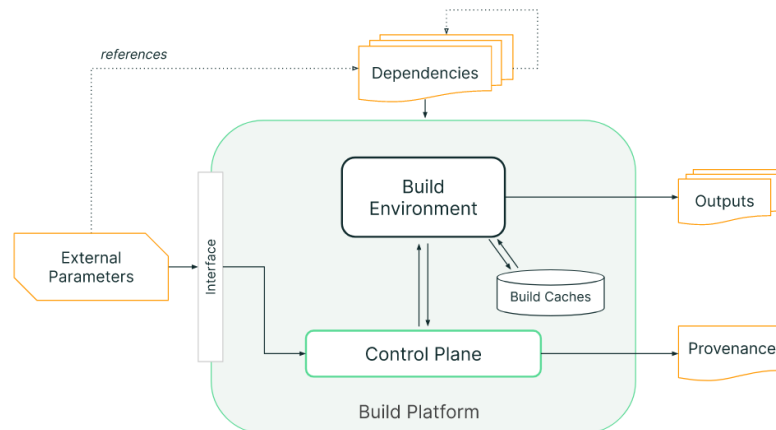 references
Dependencies
Build
Environment
Outputs
External
Parameters
Interface
Build Caches
Control Plane
Provenance
Build Platform